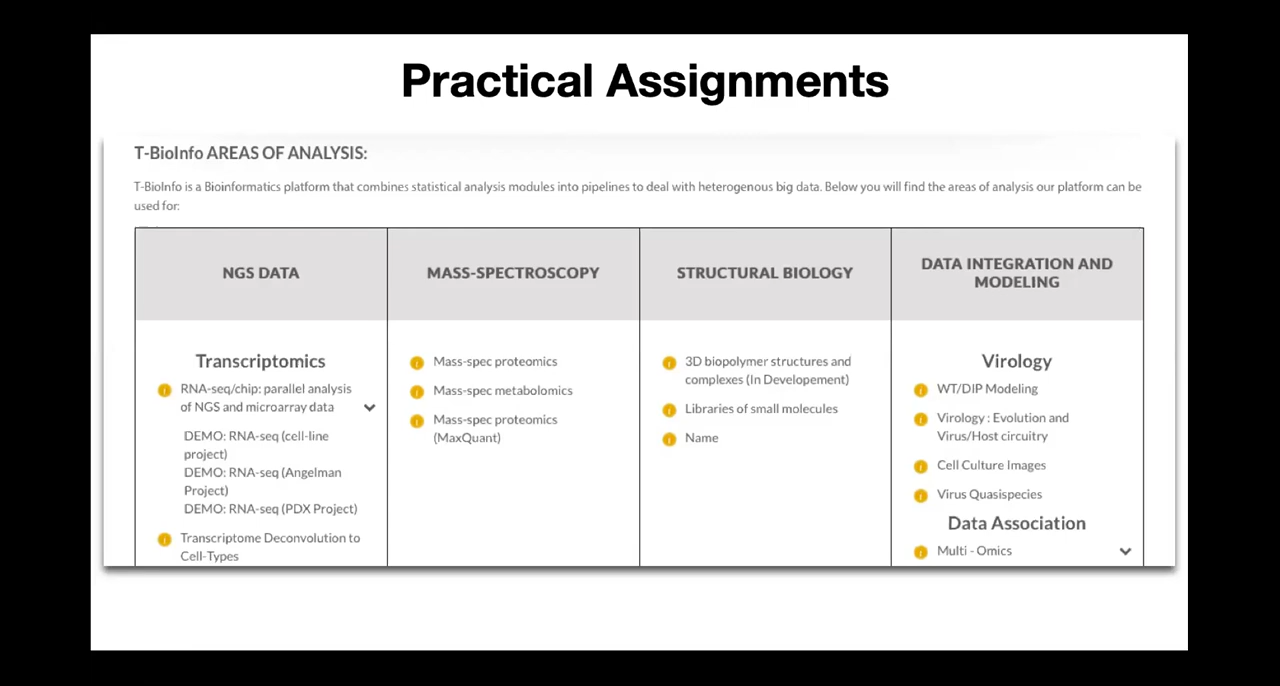 Practical Assignments
T-BioInfo AREAS OF ANALYSIS:
T-BioInfo is a Bioinformatics platform that combines statistical analysis modules into pipelines to deal with heterogenous big data. Below you will find the areas of analysis our platform can be
used for:
NGS DATA
MASS-SPECTROSCOPY
STRUCTURAL BIOLOGY
DATA INTEGRATION AND
MODELING
Transcriptomics
RNA-seq/chip: parallel analysis
of NGS and microarray data
DEMO: RNA-seq (cell-line
project)
DEMO: RNA-seq (Angelman
Project)
DEMO: RNA-seq (PDX Project)
Transcriptome Deconvolution to
Cell-Types
Mass-spec proteomics
Mass-spec metabolomics
Mass-spec proteomics
(MaxQuant)
3D biopolymer structures and
complexes (In Developement)
Libraries of small molecules
Name
Virology
WT/DIP Modeling
Virology : Evolution and
Virus/Host circuitry
Cell Culture Images
Virus Quasispecies
Data Association
Multi - Omics